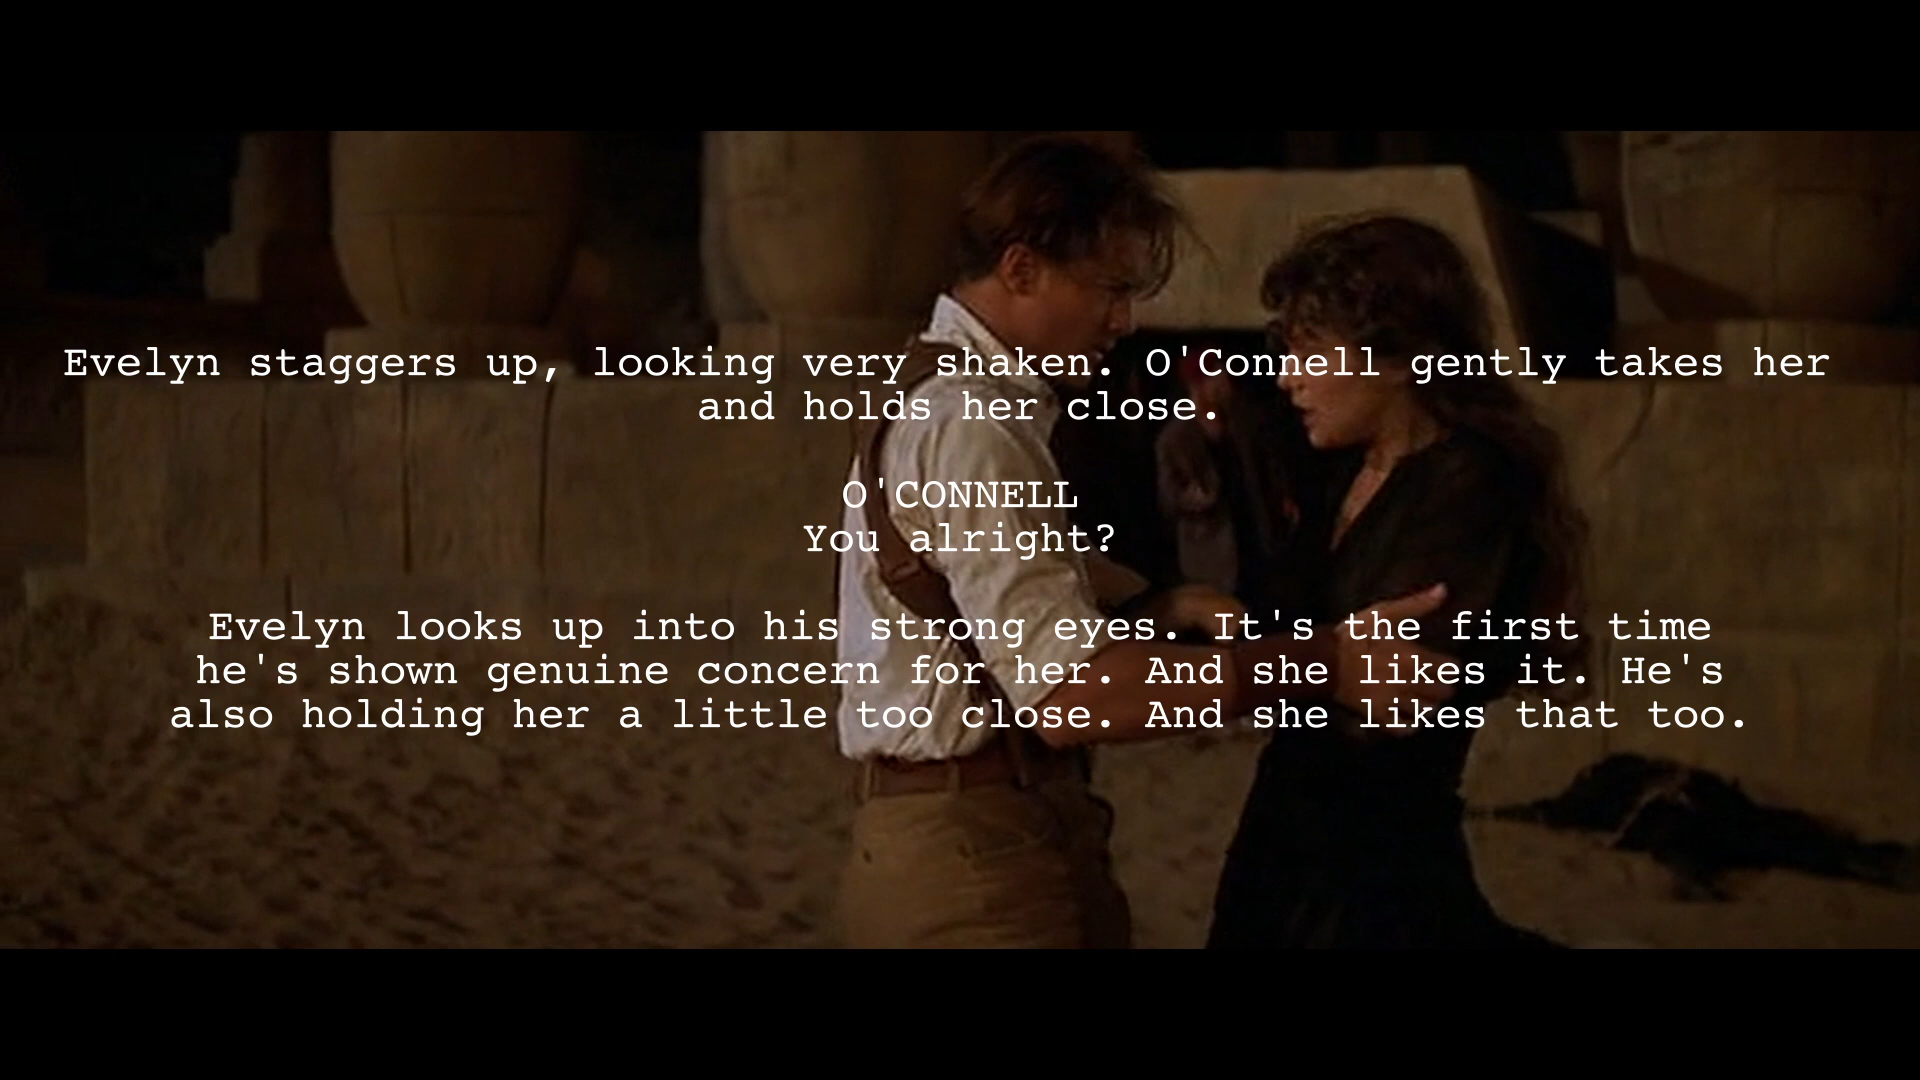 Evelyn staggers up, looking very shaken. O'Connell gently takes her
and holds her close.
O'CONNELL
You alright?
Evelyn looks up into his strong eyes. It's the first time
he's shown genuine concern for her. And she likes it. He's
also holding her a little too close. And she likes that too.